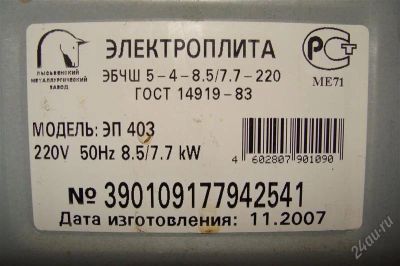 ЛЫСЬВЕНСКИЙ
МЕТАЛЛУРГИЧЕСКИЙ
ЗАВОД
ЭЛЕКТРОПЛИТА
ЭБЧШ 5-4-8.5/7.7-220
ГОСТ 14919-83
РСТ
МЕ71
МОДЕЛЬ: ЭП 403
220V 50Hz 8.5/7.7 kW
4 602807 901090
№ 390109177942541
Дата изготовления: 11.2007
24au.ru